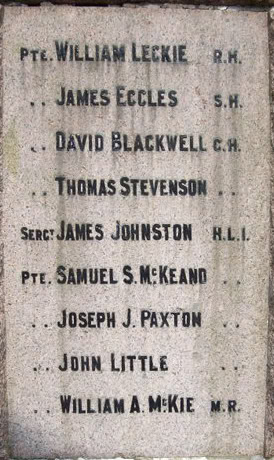 PTE. WILLIAM LECKIE R.H.
.. JAMES ECCLES S.H.
.. DAVID BLACKWELL C.H.
.. THOMAS STEVENSON ..
SERGT JAMES JOHNSTON H.L.I.
PTE. SAMUEL S. McKEAND ..
.. JOSEPH J. PAXTON ..
.. JOHN LITTLE ..
.. WILLIAM A. McKIE M.R.